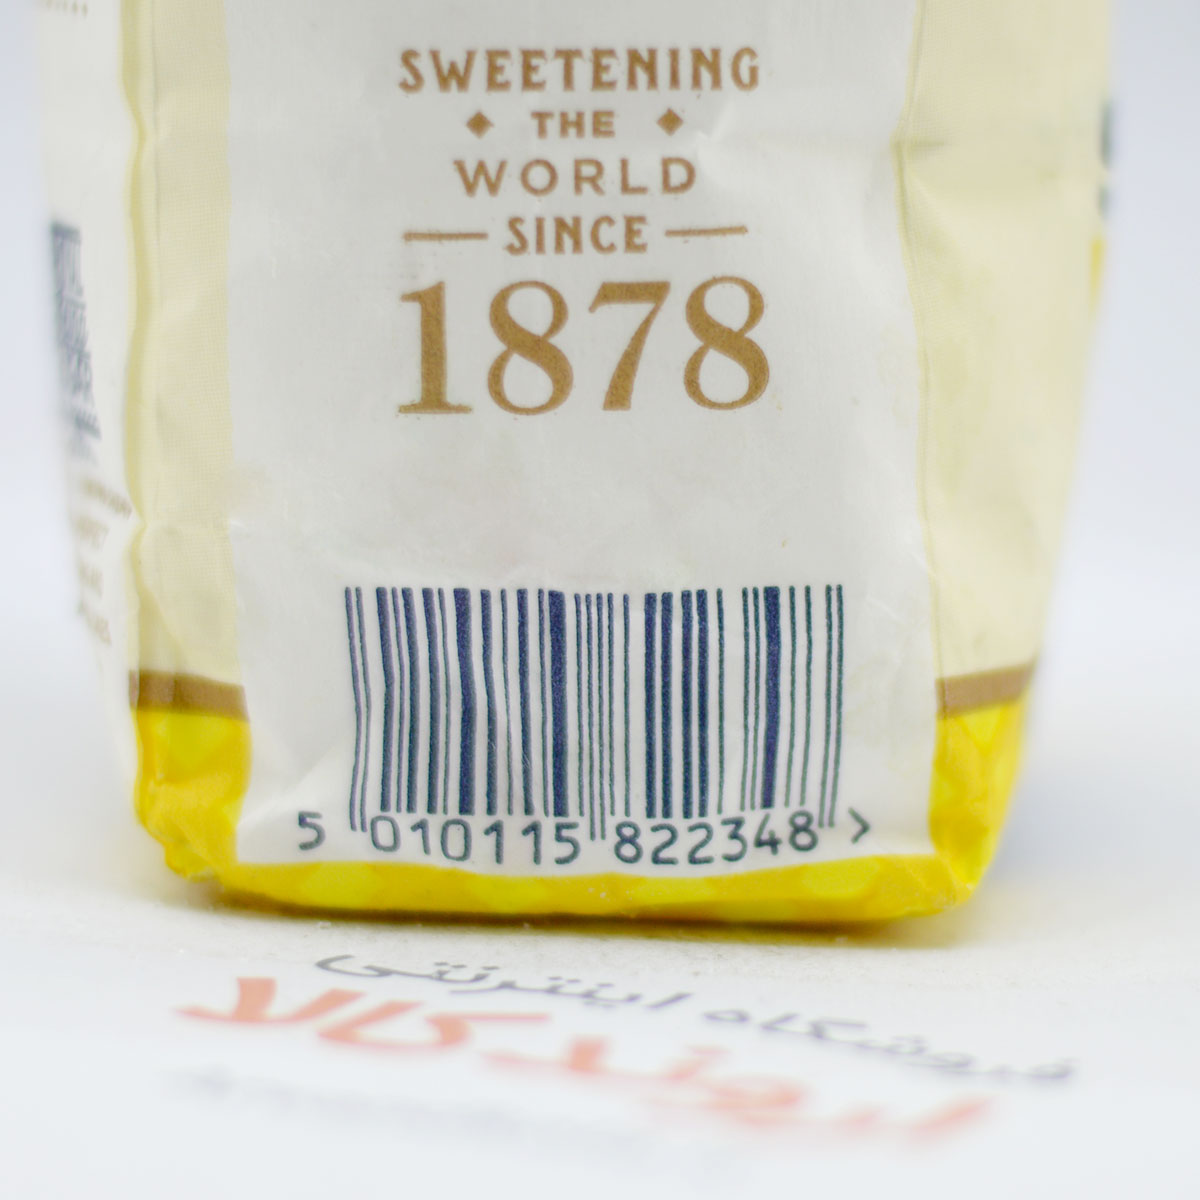 SWEETENING
THE
WORLD
SINCE
1878
5 010115 822348 >
فروشگاه اینترنتی